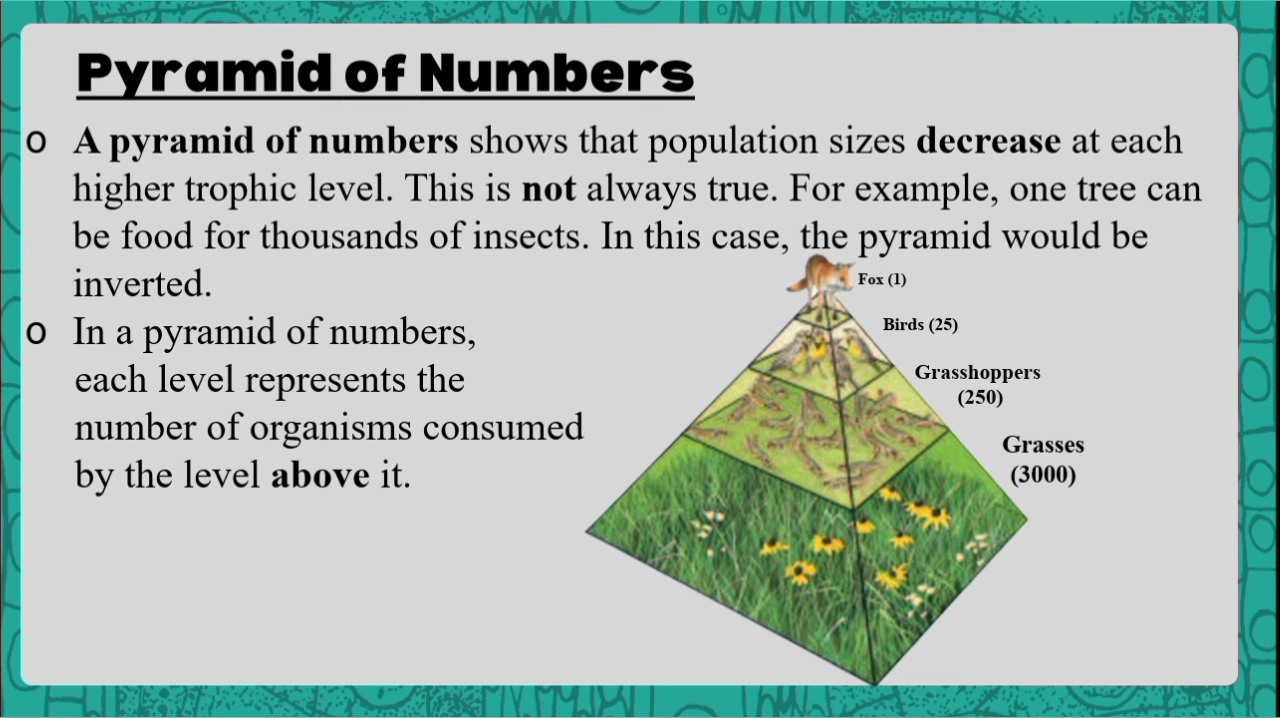 Pyramid of Numbers
o A pyramid of numbers shows that population sizes decrease at each
higher trophic level. This is not always true. For example, one tree can
be food for thousands of insects. In this case, the pyramid would be
inverted.
o In a pyramid of numbers,
each level represents the
number of organisms consumed
by the level above it.
Fox (1)
Birds (25)
Grasshoppers
(250)
Grasses
(3000)